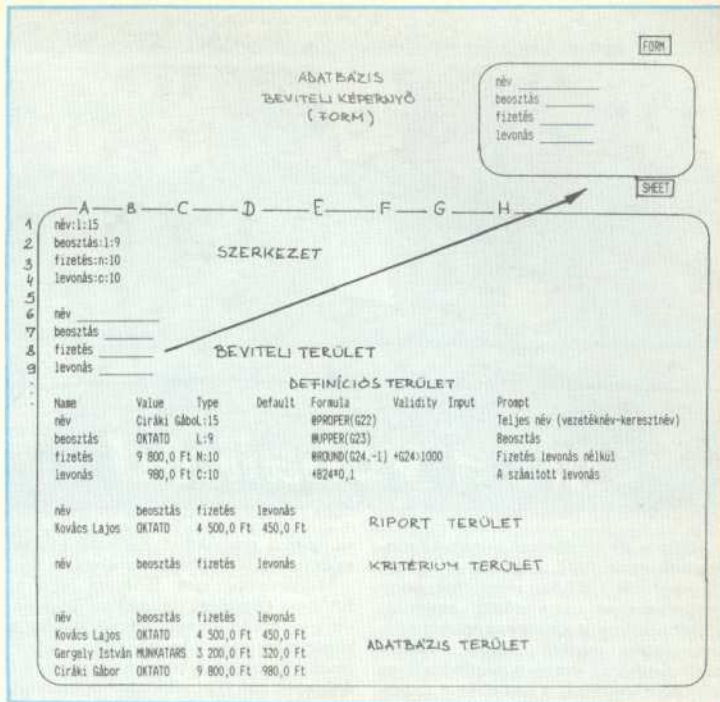 FORM
ADATBÁZIS
BEVITELI KÉPERNYŐ
(FORM)
név
beosztás
fizetés
levonás
SHEET
A B C D E F G H
1 név:l:15
2 beosztás:l:9
3 fizetés:n:10
4 levonás:c:10
SZERKEZET
5
6 név
7 beosztás
8 fizetés
9 levonás
BEVITELI TERÜLET
DEFINÍCIÓS TERÜLET
Name Value Type Default Formula Validity Input Prompt
név Ciráki GáboL:15 @PROPER(G22) Teljes név (vezetéknév-keresztnév)
beosztás OKTATO L:9 @UPPER(G23) Beosztás
fizetés 9 800,0 Ft N:10 @ROUND(G24,-1) +G24>1000 Fizetés levonás nélkül
levonás 980,0 Ft C:10 +B24*0,1 A számitott levonás
név beosztás fizetés levonás
Kovács Lajos OKTATO 4 500,0 Ft 450,0 Ft
RIPORT TERÜLET
név beosztás fizetés levonás
KRITÉRIUM TERÜLET
név beosztás fizetés levonás
Kovács Lajos OKTATO 4 500,0 Ft 450,0 Ft
Gergely István MUNKATARS 3 200,0 Ft 320,0 Ft
Ciráki Gábor OKTATO 9 800,0 Ft 980,0 Ft
ADATBÁZIS TERÜLET